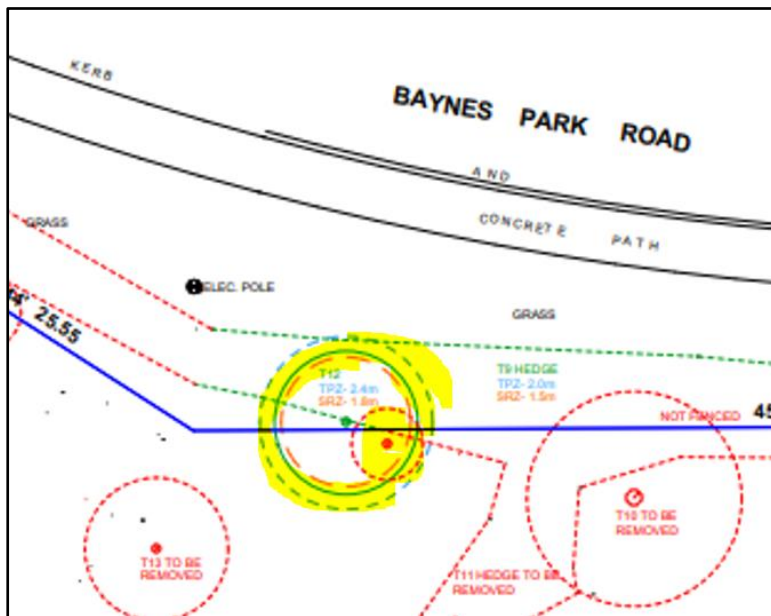 KERB
BAYNES PARK ROAD
AND
CONCRETE PATH
GRASS
ELEC. POLE
25.55
GRASS
T12
TPZ- 2.4m
SRZ- 1.8m
T9 HEDGE
TPZ- 2.0m
SRZ- 1.5m
NOT FENCED
45
T10 TO BE
REMOVED
T13 TO BE
REMOVED
T11 HEDGE TO BE
REMOVED